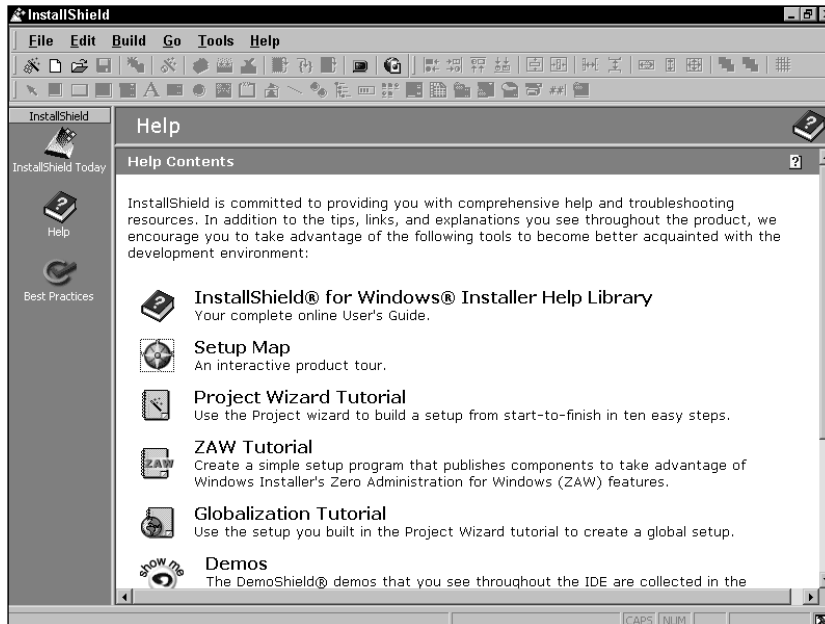 InstallShield
File Edit Build Go Tools Help
InstallShield
InstallShield Today
Help
Best Practices
Help
Help Contents
InstallShield is committed to providing you with comprehensive help and troubleshooting
resources. In addition to the tips, links, and explanations you see throughout the product, we
encourage you to take advantage of the following tools to become better acquainted with the
development environment:
InstallShield® for Windows® Installer Help Library
Your complete online User's Guide.
Setup Map
An interactive product tour.
Project Wizard Tutorial
Use the Project wizard to build a setup from start-to-finish in ten easy steps.
ZAW
ZAW Tutorial
Create a simple setup program that publishes components to take advantage of
Windows Installer's Zero Administration for Windows (ZAW) features.
Globalization Tutorial
Use the setup you built in the Project Wizard tutorial to create a global setup.
show me
Demos
The DemoShield® demos that you see throughout the IDE are collected in the
CAPS NUM